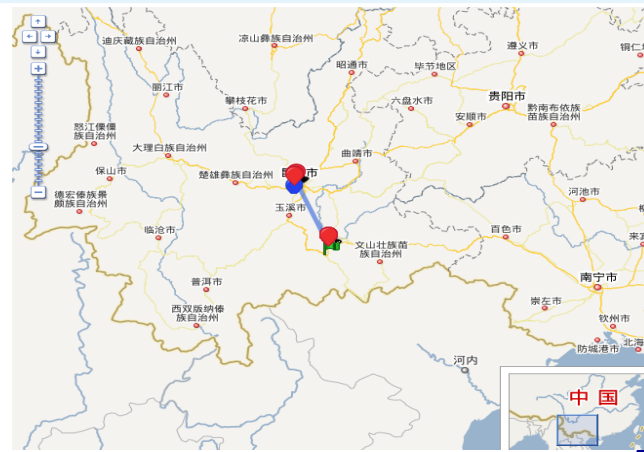 迪庆藏族自治州
凉山彝族自治州
遵义市
铜仁
昭通市
毕节地区
丽江市
攀枝花市
六盘水市
贵阳市
黔南布依族
苗族自治州
安顺市
怒江傈僳
族自治州
大理白族自治州
曲靖市
保山市
楚雄彝族自治州
市
德宏傣族景
颇族自治州
玉溪市
河池市
临沧市
文山壮族苗
族自治州
百色市
来宾
普洱市
南宁市
西双版纳傣
族自治州
崇左市
钦州市
防城港市
北海
河内
中国